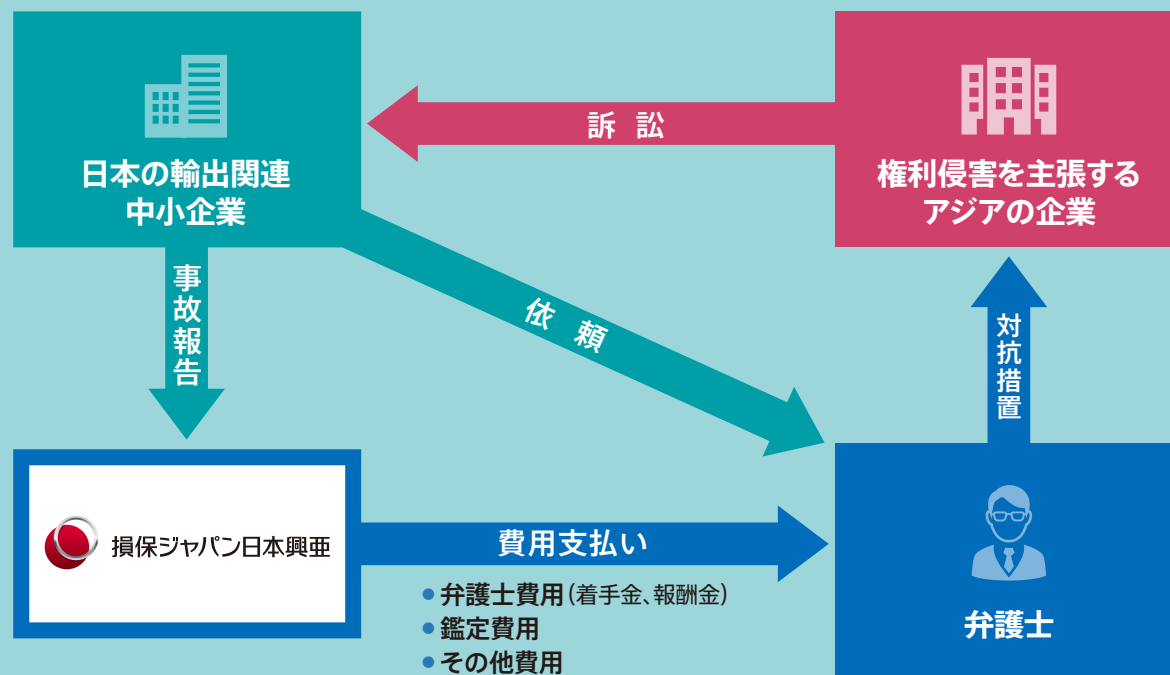 訴訟
日本の輸出関連
中小企業
権利侵害を主張する
アジアの企業
事故報告
依頼
対抗措置
損保ジャパン日本興亜
費用支払い
●弁護士費用(着手金、報酬金)
●鑑定費用
●その他費用
弁護士